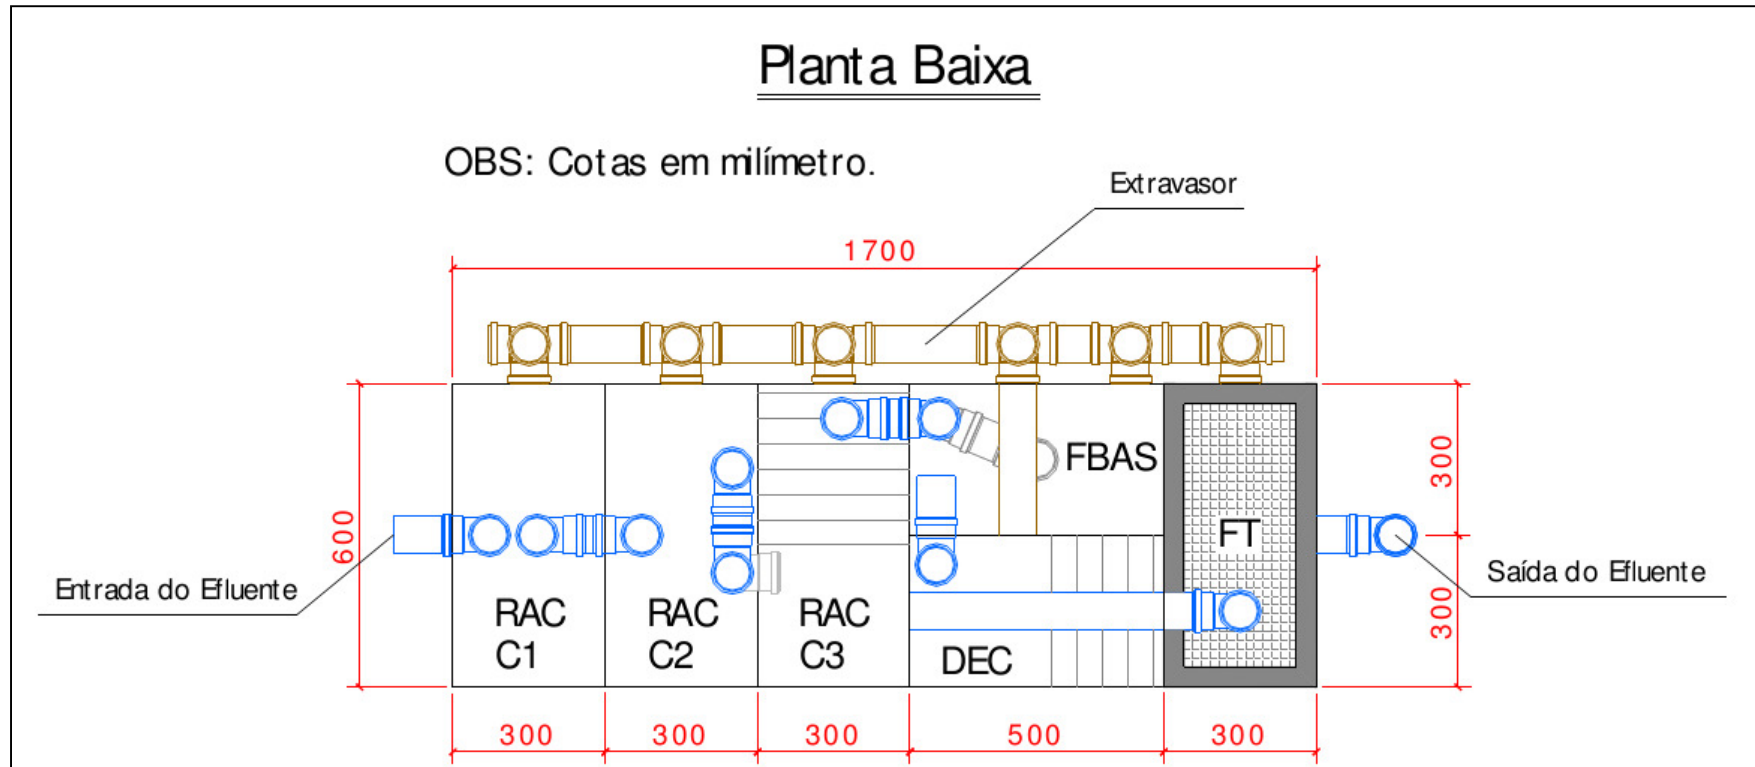 Planta Baixa
OBS: Cotas em milímetro.
Extravasor
1700
600
300
300
Entrada do Efluente
Saída do Efluente
RAC
C1
RAC
C2
RAC
C3
FBAS
DEC
FT
300
300
300
500
300